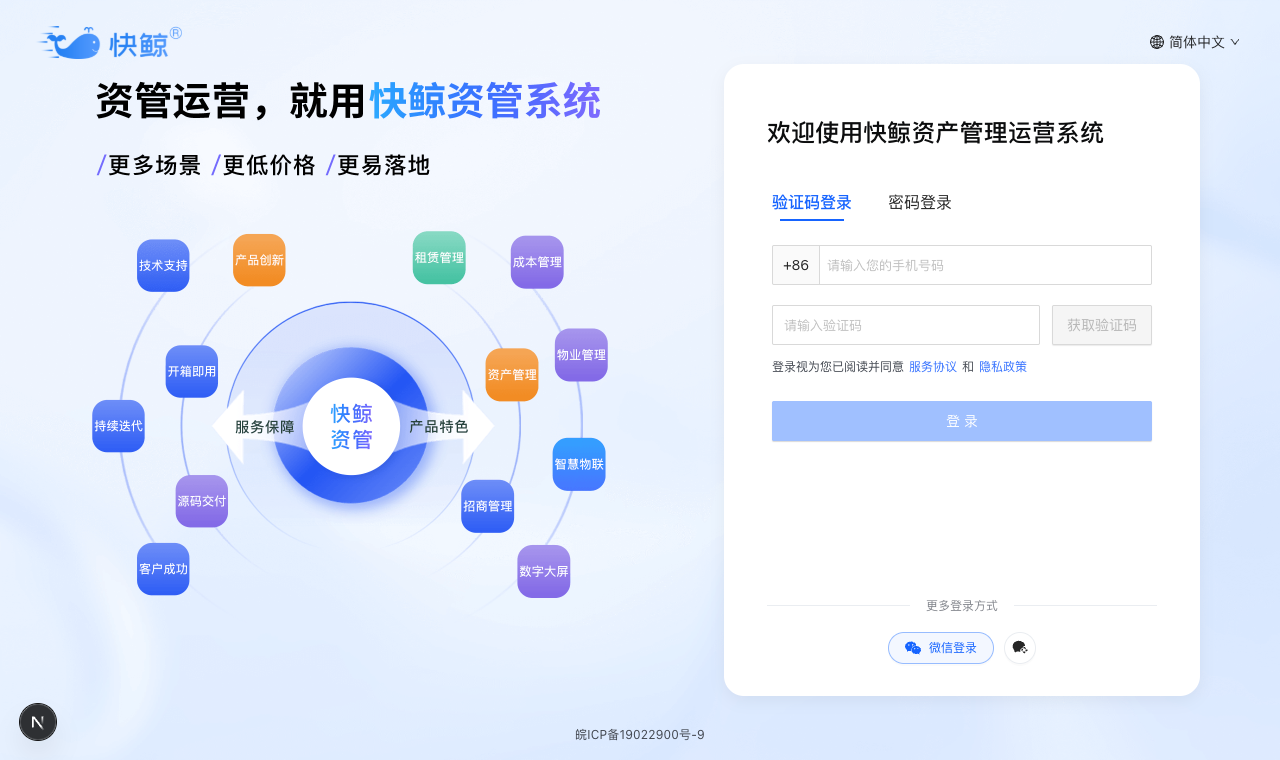 快鲸®
简体中文
资管运营，就用快鲸资管系统
/更多场景 /更低价格 /更易落地
技术支持
产品创新
租赁管理
成本管理
开箱即用
资产管理
物业管理
持续迭代
服务保障
快鲸
资管
产品特色
智慧物联
源码交付
招商管理
客户成功
数字大屏
欢迎使用快鲸资产管理运营系统
验证码登录 密码登录
+86 请输入您的手机号码
请输入验证码 获取验证码
登录视为您已阅读并同意 服务协议 和 隐私政策
登 录
更多登录方式
微信登录
N
皖ICP备19022900号-9